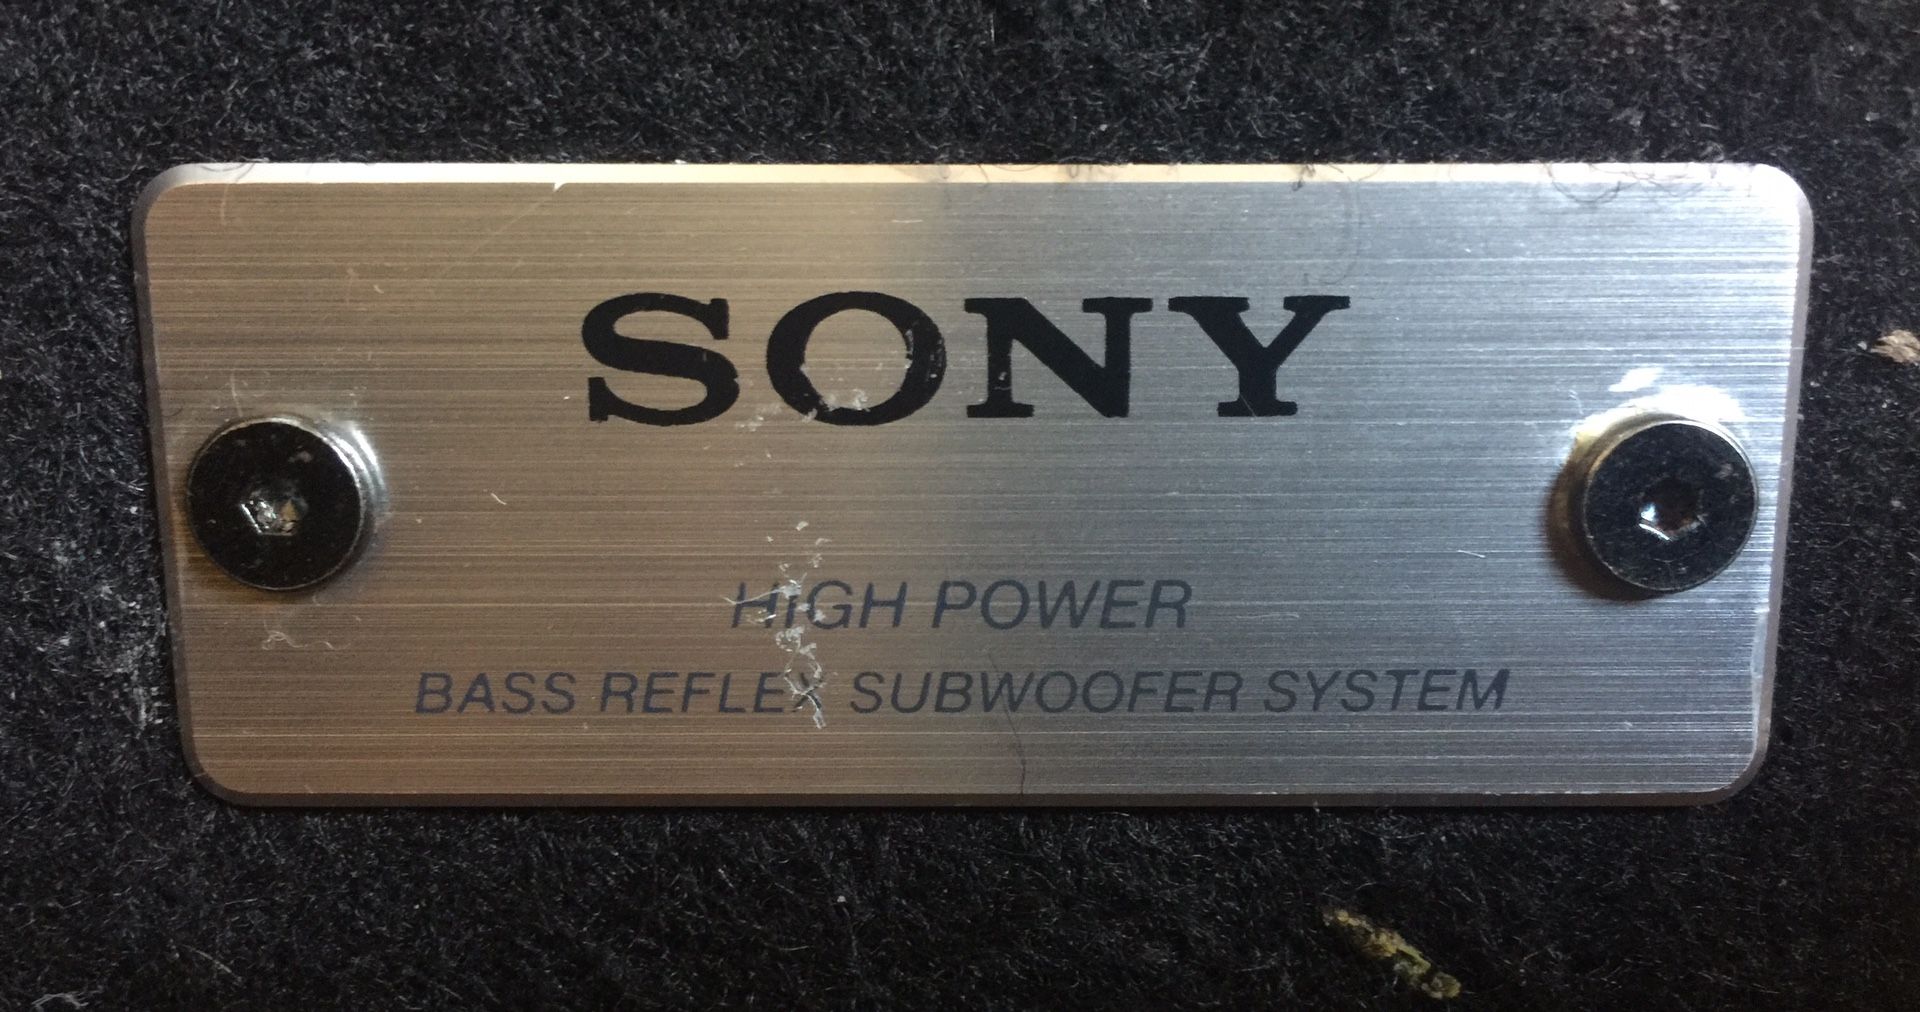 SONY
HIGH POWER
BASS REFLEX SUBWOOFER SYSTEM